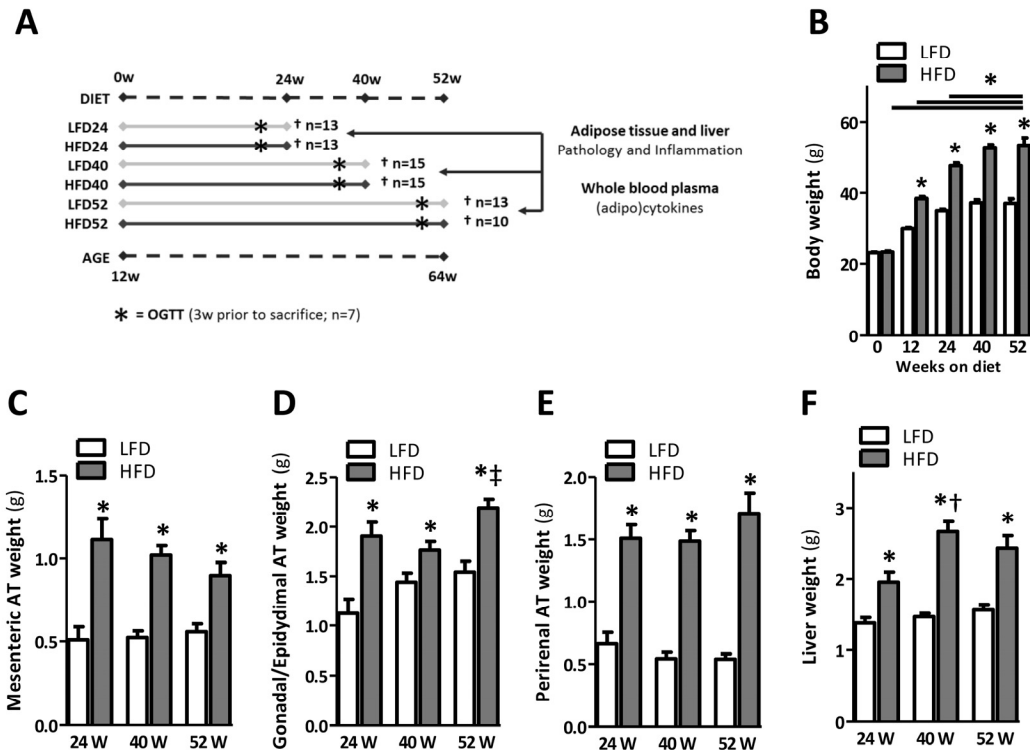 A
0w 24w 40w 52w
DIET
LFD24 * † n=13
HFD24 * † n=13
LFD40 * † n=15
HFD40 * † n=15
LFD52 * † n=13
HFD52 * † n=10
AGE
12w 64w
Adipose tissue and liver
Pathology and Inflammation
Whole blood plasma
(adipo)cytokines
* = OGTT (3w prior to sacrifice; n=7)
B
LFD
HFD
*
* * * *
Body weight (g)
60
40
20
0
0 12 24 40 52
Weeks on diet
C
LFD
HFD
Mesenteric AT weight (g)
1.5
1.0
0.5
0.0
* * *
24 W 40 W 52 W
D
LFD
HFD
Gonadal/Epidydimal AT weight (g)
2.5
2.0
1.5
1.0
0.5
0.0
* * *‡
24 W 40 W 52 W
E
LFD
HFD
Perirenal AT weight (g)
2.0
1.5
1.0
0.5
0.0
* * *
24 W 40 W 52 W
F
LFD
HFD
Liver weight (g)
3
2
1
0
* *† *
24 W 40 W 52 W